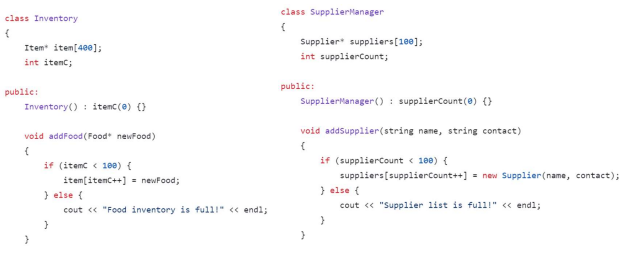 class Inventory
{
    Item* item[400];
    int itemC;

public:
    Inventory() : itemC(0) {}

    void addFood(Food* newFood)
    {
        if (itemC < 100) {
            item[itemC++] = newFood;
        } else {
            cout << "Food inventory is full!" << endl;
        }
    }

class SupplierManager
{
    Supplier* suppliers[100];
    int supplierCount;

public:
    SupplierManager() : supplierCount(0) {}

    void addSupplier(string name, string contact)
    {
        if (supplierCount < 100) {
            suppliers[supplierCount++] = new Supplier(name, contact);
        } else {
            cout << "Supplier list is full!" << endl;
        }
    }